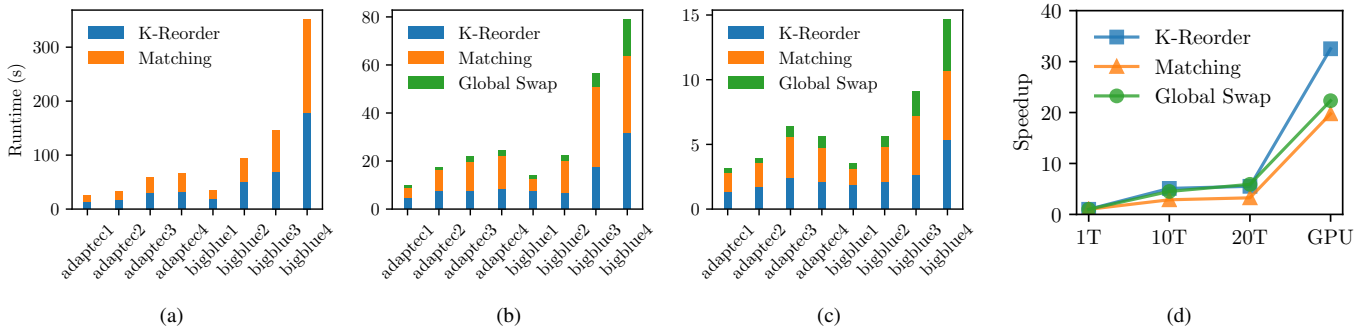 Runtime (s)
300
200
100
0
K-Reorder
Matching
adaptec1
adaptec2
adaptec3
adaptec4
bigblue1
bigblue2
bigblue3
bigblue4
(a)
80
60
40
20
0
K-Reorder
Matching
Global Swap
adaptec1
adaptec2
adaptec3
adaptec4
bigblue1
bigblue2
bigblue3
bigblue4
(b)
15
10
5
0
K-Reorder
Matching
Global Swap
adaptec1
adaptec2
adaptec3
adaptec4
bigblue1
bigblue2
bigblue3
bigblue4
(c)
Speedup
40
30
20
10
0
K-Reorder
Matching
Global Swap
1T 10T 20T GPU
(d)